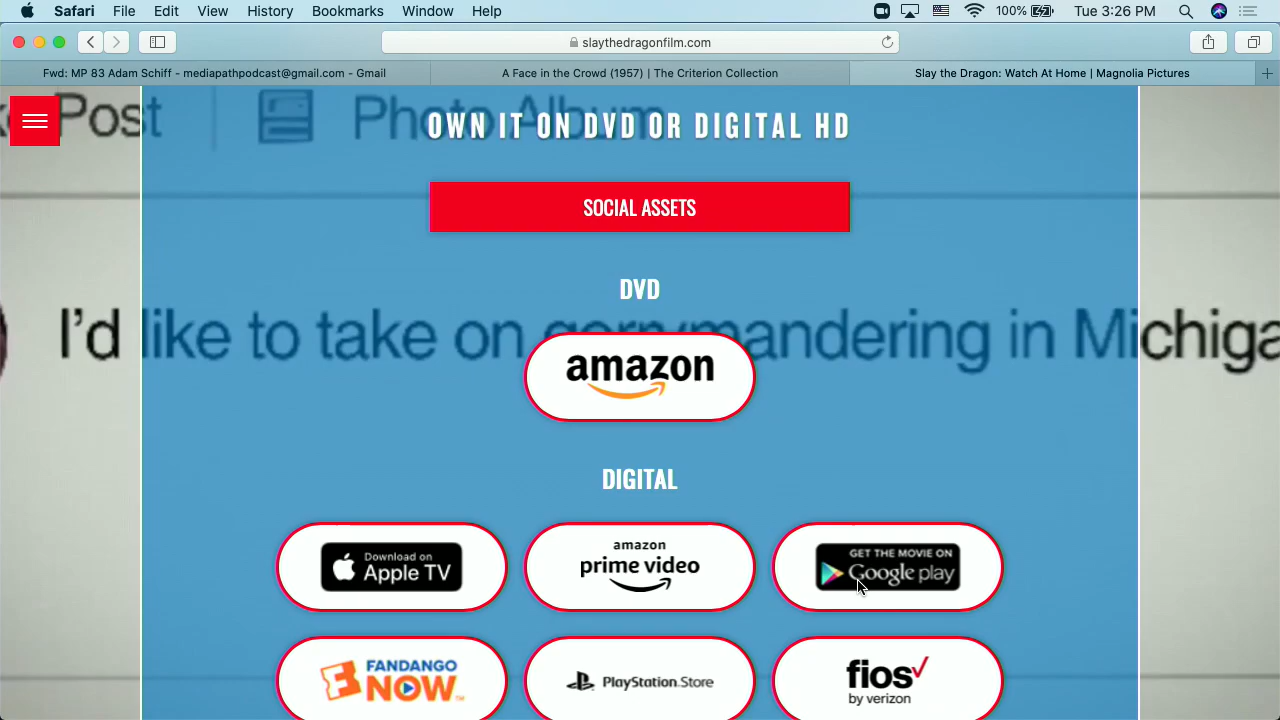 Safari File Edit View History Bookmarks Window Help 100% Tue 3:26 PM
slaythedragonfilm.com
Fwd: MP 83 Adam Schiff - mediapathpodcast@gmail.com - Gmail
A Face in the Crowd (1957) | The Criterion Collection
Slay the Dragon: Watch At Home | Magnolia Pictures
Post Photo Album
OWN IT ON DVD OR DIGITAL HD
SOCIAL ASSETS
DVD
I'd like to take on gerrymandering in Michiga
amazon
DIGITAL
Download on
Apple TV
amazon
prime video
GET THE MOVIE ON
Google play
FANDANGO
NOW
PlayStation.Store
fios
by verizon